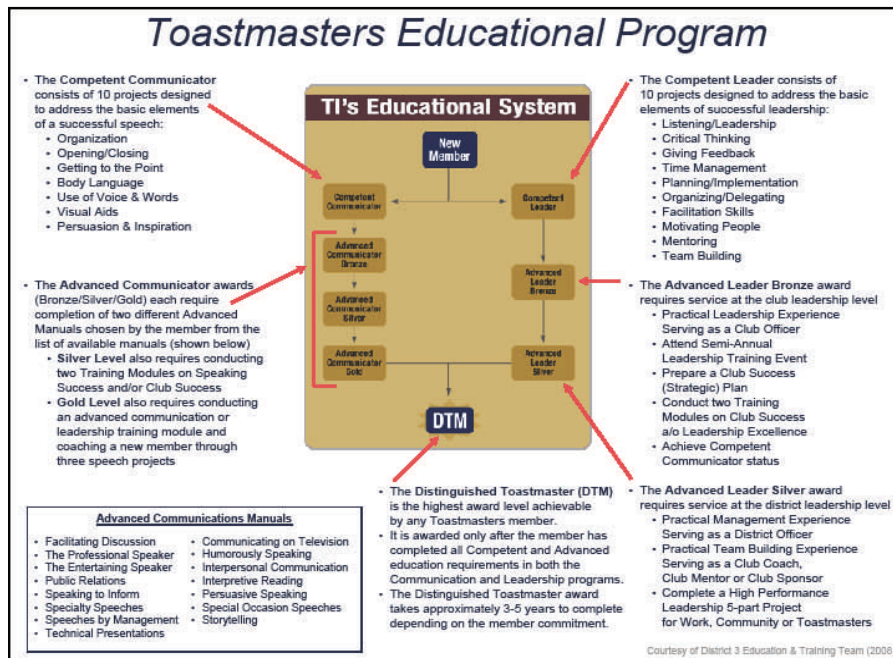 Toastmasters Educational Program
• The Competent Communicator
consists of 10 projects designed
to address the basic elements
of a successful speech:
• Organization
• Opening/Closing
• Getting to the Point
• Body Language
• Use of Voice & Words
• Visual Aids
• Persuasion & Inspiration
• The Advanced Communicator awards
(Bronze/Silver/Gold) each require
completion of two different Advanced
Manuals chosen by the member from the
list of available manuals (shown below)
• Silver Level also requires conducting
two Training Modules on Speaking
Success and/or Club Success
• Gold Level also requires conducting
an advanced communication or
leadership training module and
coaching a new member through
three speech projects
TI's Educational System
New
Member
Competent
Communicator
Competent
Leader
Advanced
Communicator
Bronze
Advanced
Communicator
Silver
Advanced
Communicator
Gold
Advanced
Leader
Bronze
Advanced
Leader
Silver
DTM
• The Competent Leader consists of
10 projects designed to address the basic
elements of successful leadership:
• Listening/Leadership
• Critical Thinking
• Giving Feedback
• Time Management
• Planning/Implementation
• Organizing/Delegating
• Facilitation Skills
• Motivating People
• Mentoring
• Team Building
• The Advanced Leader Bronze award
requires service at the club leadership level
• Practical Leadership Experience
Serving as a Club Officer
• Attend Semi-Annual
Leadership Training Event
• Prepare a Club Success
(Strategic) Plan
• Conduct two Training
Modules on Club Success
a/o Leadership Excellence
• Achieve Competent
Communicator status
• The Advanced Leader Silver award
requires service at the district leadership level
• Practical Management Experience
Serving as a District Officer
• Practical Team Building Experience
Serving as a Club Coach,
Club Mentor or Club Sponsor
• Complete a High Performance
Leadership 5-part Project
for Work, Community or Toastmasters
• The Distinguished Toastmaster (DTM)
is the highest award level achievable
by any Toastmasters member.
• It is awarded only after the member has
completed all Competent and Advanced
education requirements in both the
Communication and Leadership programs.
• The Distinguished Toastmaster award
takes approximately 3-5 years to complete
depending on the member commitment.
Advanced Communications Manuals
• Facilitating Discussion
• The Professional Speaker
• The Entertaining Speaker
• Public Relations
• Speaking to Inform
• Specialty Speeches
• Speeches by Management
• Technical Presentations
• Communicating on Television
• Humorously Speaking
• Interpersonal Communication
• Interpretive Reading
• Persuasive Speaking
• Special Occasion Speeches
• Storytelling
Courtesy of District 3 Education & Training Team (2008